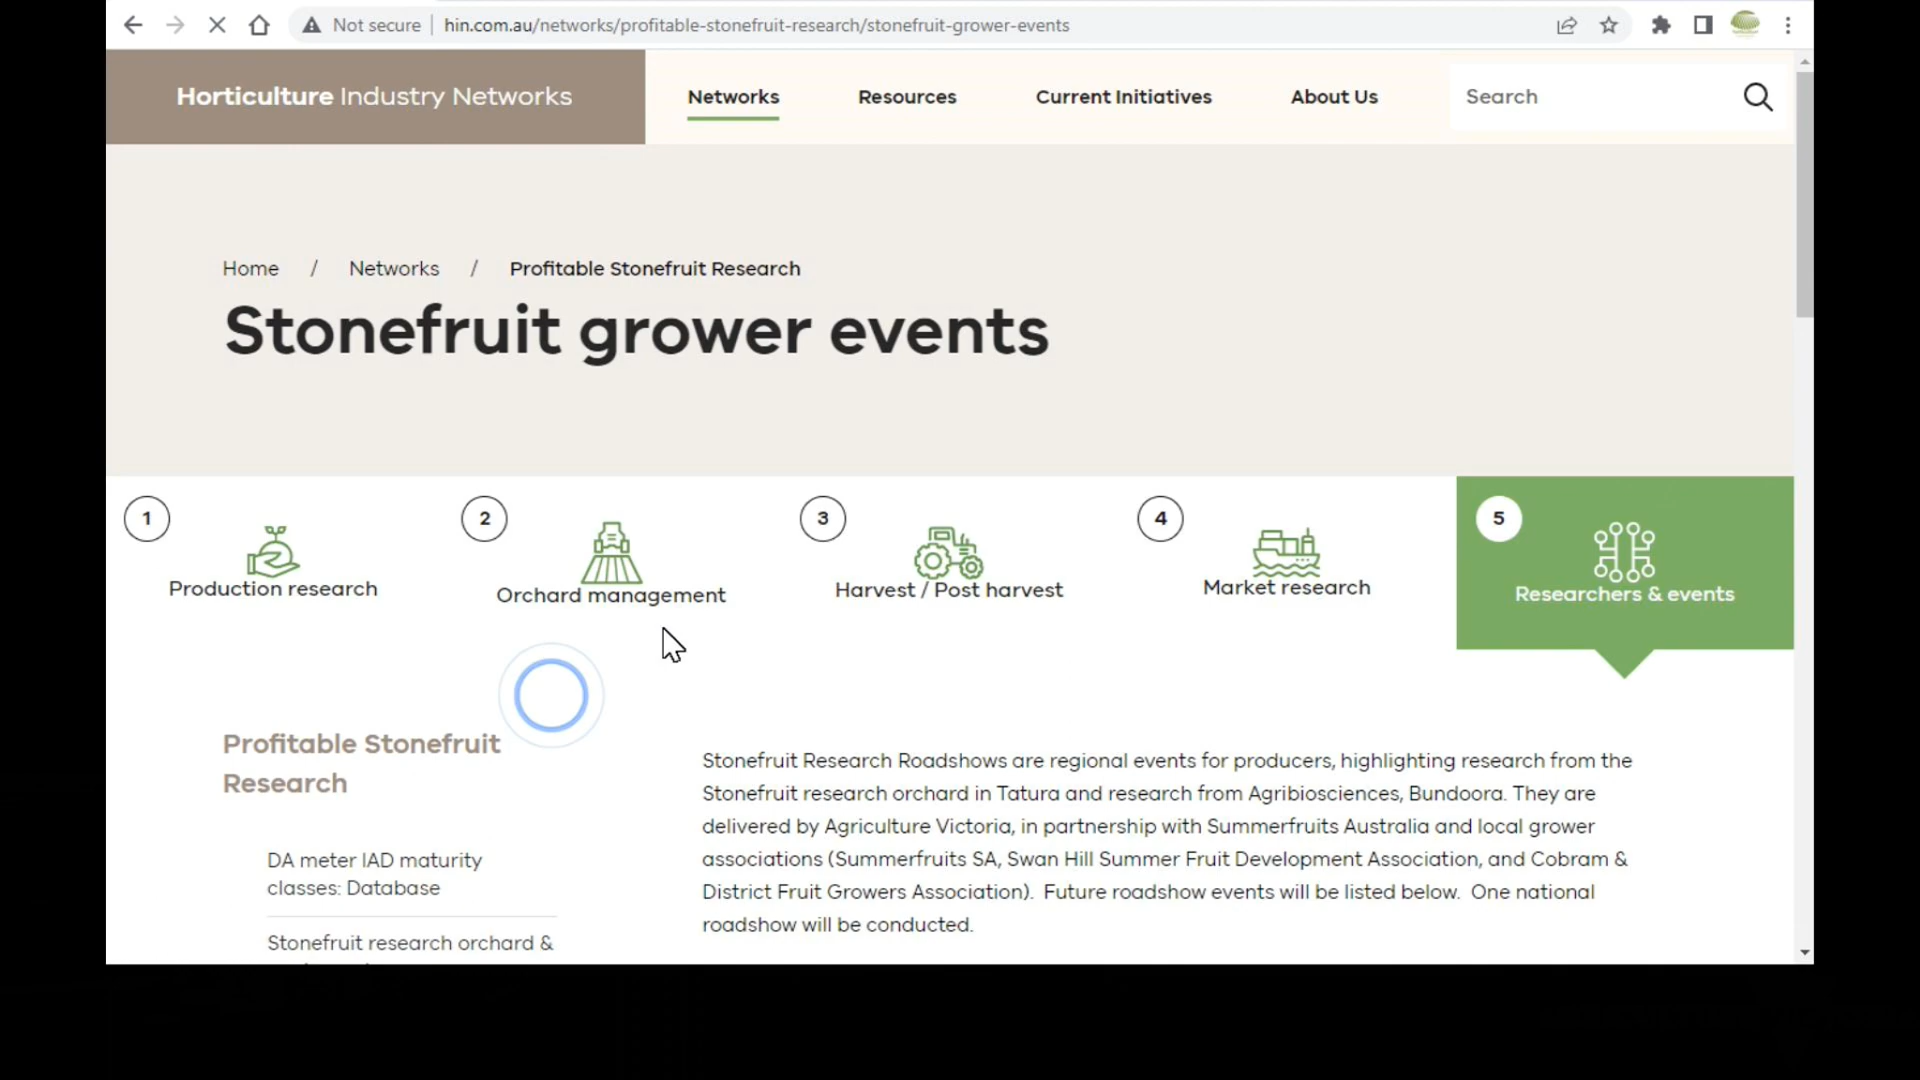 Not secure
hin.com.au/networks/profitable-stonefruit-research/stonefruit-grower-events
Horticulture Industry Networks
Networks
Resources
Current Initiatives
About Us
Search
Home / Networks / Profitable Stonefruit Research
Stonefruit grower events
1
Production research
2
Orchard management
3
Harvest / Post harvest
4
Market research
5
Researchers & events
Profitable Stonefruit
Research
DA meter IAD maturity
classes: Database
Stonefruit research orchard &
Stonefruit Research Roadshows are regional events for producers, highlighting research from the
Stonefruit research orchard in Tatura and research from Agribiosciences, Bundoora. They are
delivered by Agriculture Victoria, in partnership with Summerfruits Australia and local grower
associations (Summerfruits SA, Swan Hill Summer Fruit Development Association, and Cobram &
District Fruit Growers Association). Future roadshow events will be listed below. One national
roadshow will be conducted.